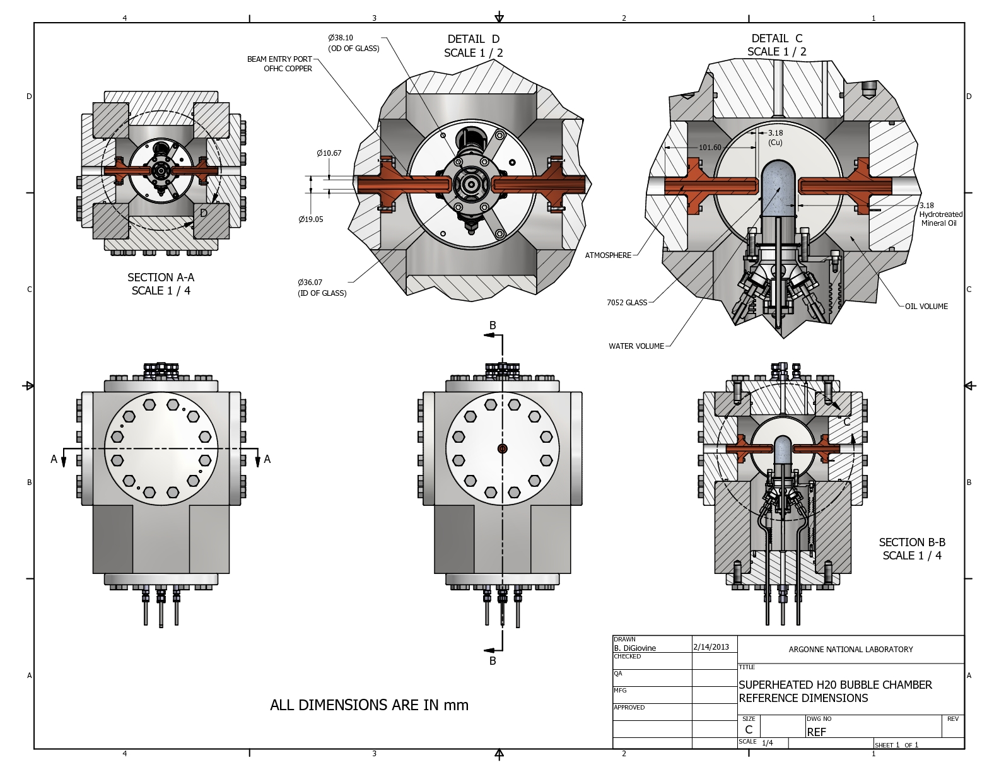 4
3
2
1
D
C
B
A
DETAIL D
SCALE 1 / 2
Ø38.10
(OD OF GLASS)
BEAM ENTRY PORT
OFHC COPPER
Ø10.67
Ø19.05
Ø36.07
(ID OF GLASS)
DETAIL C
SCALE 1 / 2
3.18
(Cu)
101.60
3.18
Hydrotreated
Mineral Oil
ATMOSPHERE
7052 GLASS
OIL VOLUME
WATER VOLUME
D
SECTION A-A
SCALE 1 / 4
A
A
B
B
C
SECTION B-B
SCALE 1 / 4
ALL DIMENSIONS ARE IN mm
DRAWN
B. DiGiovine
2/14/2013
CHECKED
QA
MFG
APPROVED
ARGONNE NATIONAL LABORATORY
TITLE
SUPERHEATED H20 BUBBLE CHAMBER
REFERENCE DIMENSIONS
SIZE
C
DWG NO
REF
REV
SCALE 1/4
SHEET 1 OF 1
D
C
B
A
4
3
2
1